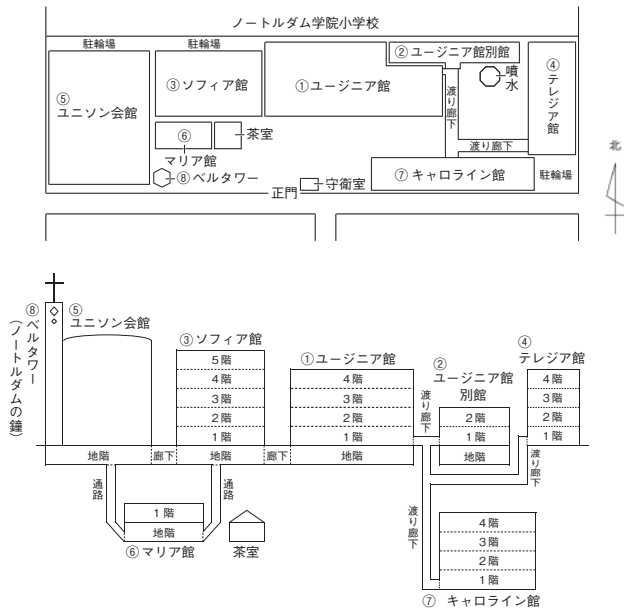 ノートルダム学院小学校
駐輪場
駐輪場
②ユージニア館別館
③ソフィア館
①ユージニア館
④テレジア館
噴水
渡り廊下
⑤
ユニソン会館
⑥
マリア館
茶室
渡り廊下
⑧ベルタワー
守衛室
正門
⑦キャロライン館
駐輪場
北
⑧ベルタワー
(ノートルダムの鐘)
⑤
ユニソン会館
③ソフィア館
5階
4階
3階
2階
1階
①ユージニア館
4階
3階
2階
1階
渡り廊下
②
ユージニア館
別館
2階
1階
④
テレジア館
4階
3階
2階
1階
地階
廊下
地階
廊下
地階
地階
渡り廊下
通路
通路
1階
地階
⑥マリア館
茶室
渡り廊下
4階
3階
2階
1階
⑦ キャロライン館